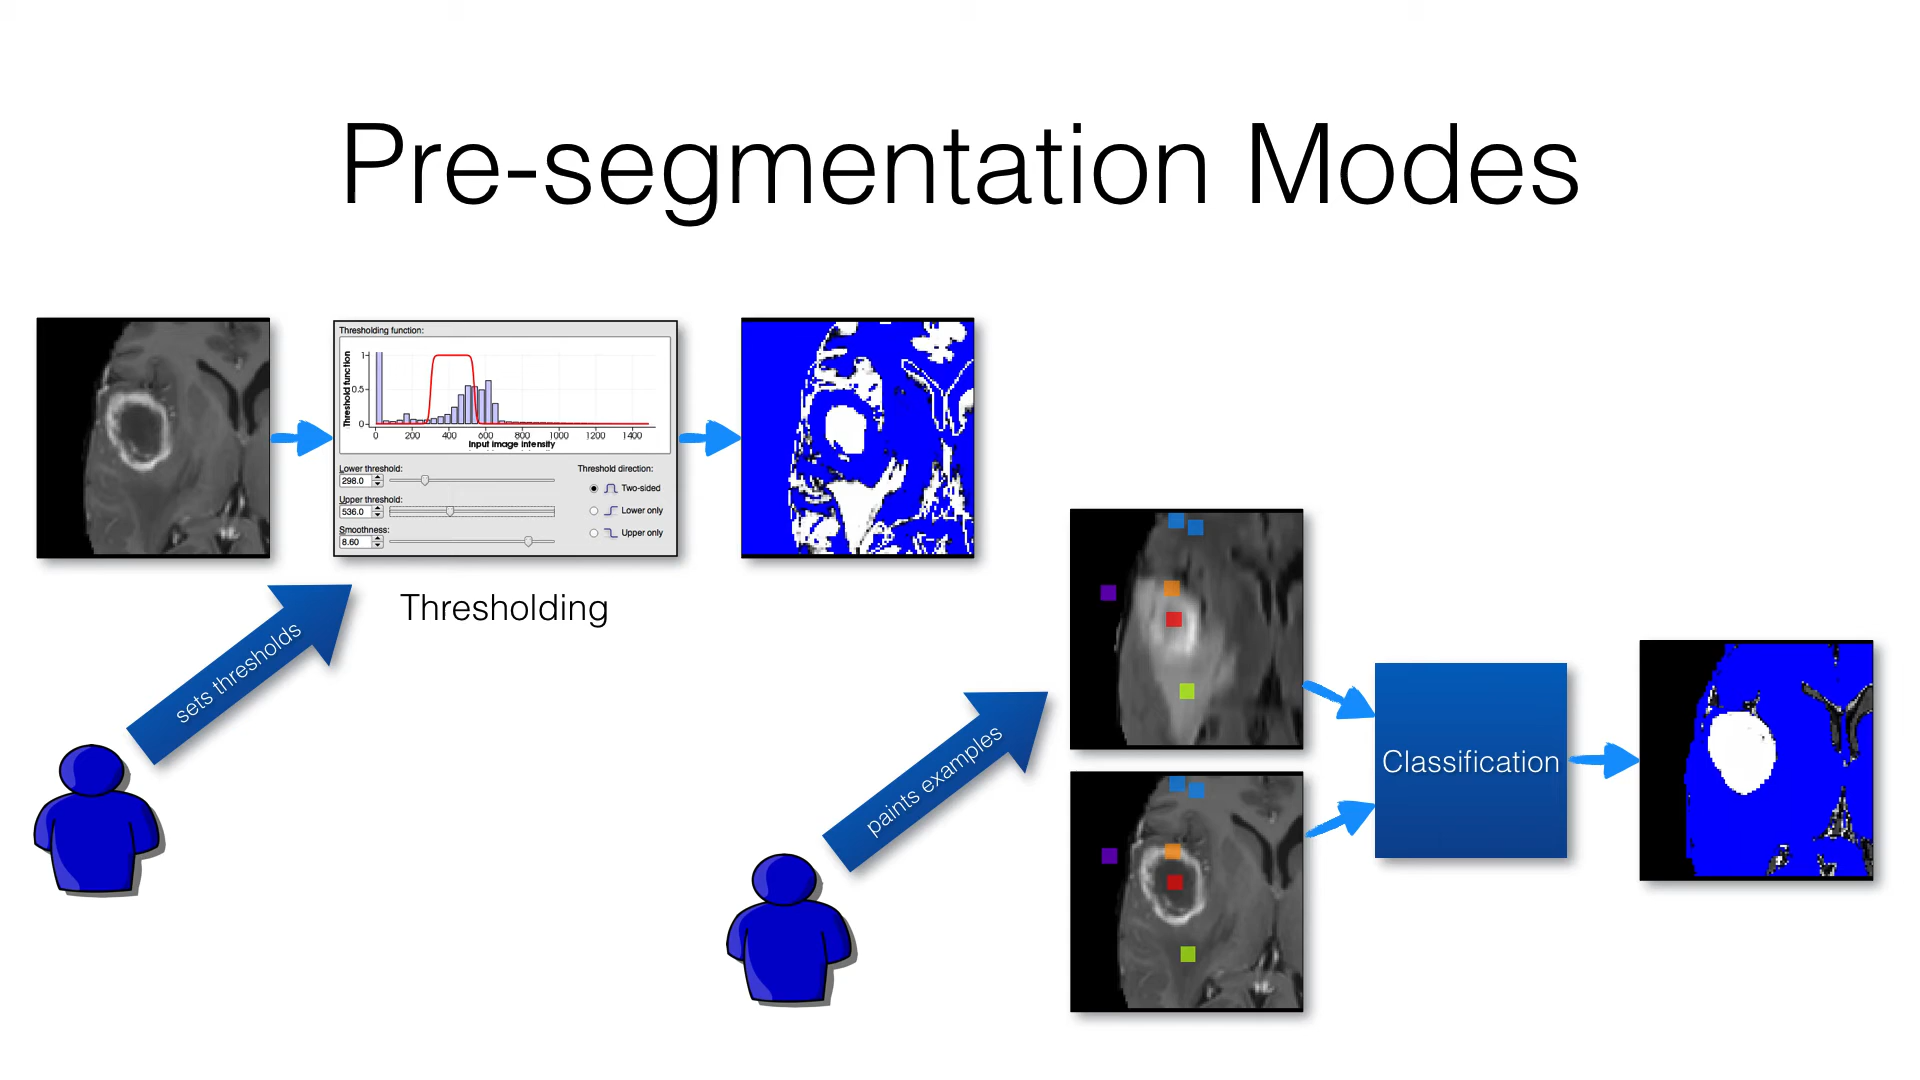 Pre-segmentation Modes
Thresholding function:
Threshold function
1
0.5
0
0 200 400 600 800 1000 1200 1400
Input image intensity
Lower threshold:
298.0
Upper threshold:
536.0
Smoothness:
8.60
Threshold direction:
Two-sided
Lower only
Upper only
Thresholding
sets thresholds
paints examples
Classification